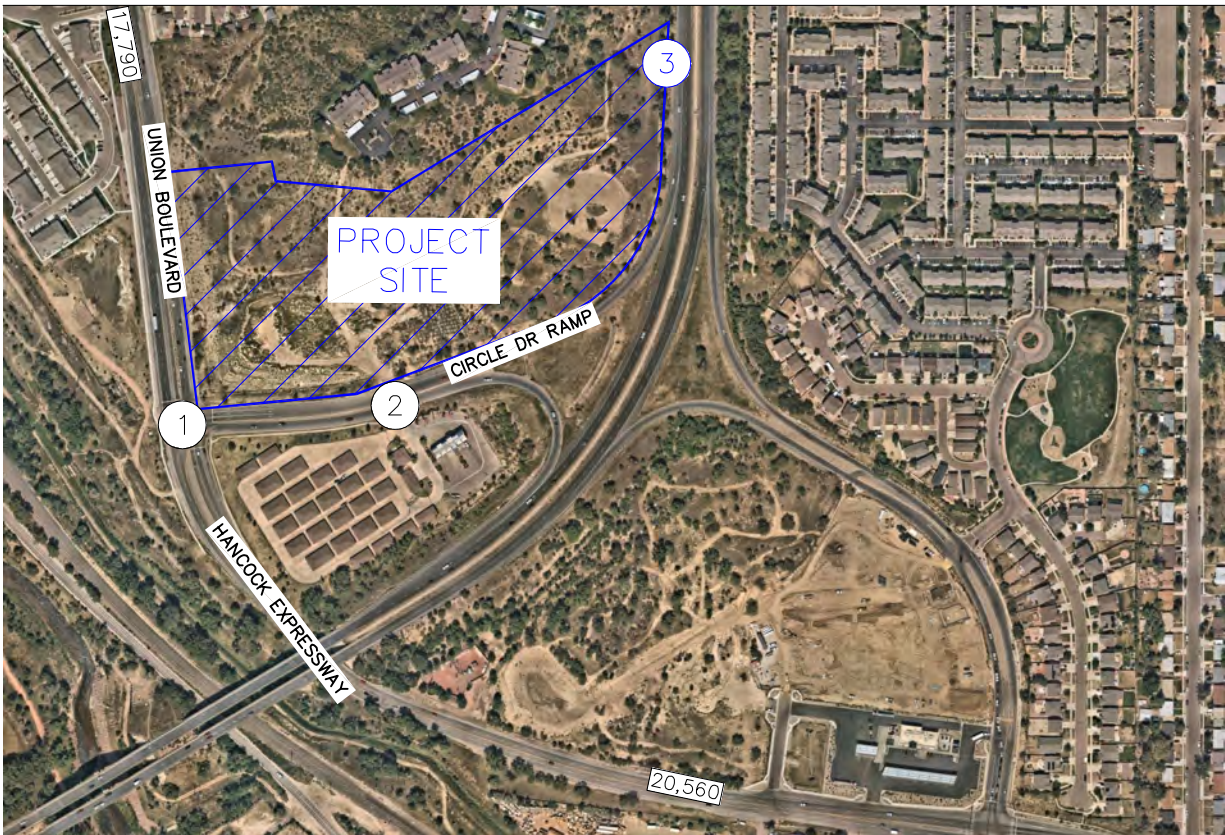 17,790
3
UNION BOULEVARD
PROJECT
SITE
CIRCLE DR RAMP
2
1
HANCOCK EXPRESSWAY
20,560